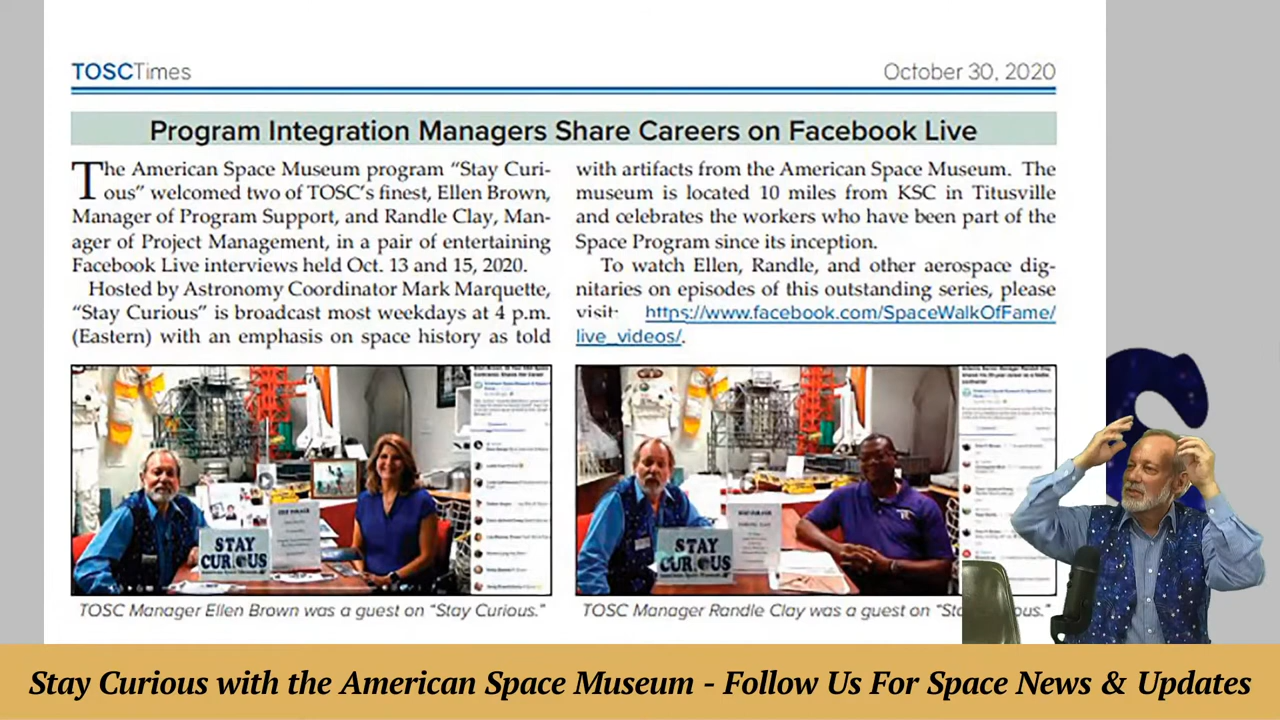 TOSCTimes
October 30, 2020
Program Integration Managers Share Careers on Facebook Live
The American Space Museum program “Stay Curi-
ous” welcomed two of TOSC’s finest, Ellen Brown,
Manager of Program Support, and Randle Clay, Man-
ager of Project Management, in a pair of entertaining
Facebook Live interviews held Oct. 13 and 15, 2020.
Hosted by Astronomy Coordinator Mark Marquette,
“Stay Curious” is broadcast most weekdays at 4 p.m.
(Eastern) with an emphasis on space history as told
with artifacts from the American Space Museum. The
museum is located 10 miles from KSC in Titusville
and celebrates the workers who have been part of the
Space Program since its inception.
To watch Ellen, Randle, and other aerospace dig-
nitaries on episodes of this outstanding series, please
visit: https://www.facebook.com/SpaceWalkOfFame/
live_videos/.
STAY
CURIOUS
American Space Museum
STAY
CURIOUS
American Space Museum
TOSC Manager Ellen Brown was a guest on “Stay Curious.”
TOSC Manager Randle Clay was a guest on
Stay Curious with the American Space Museum - Follow Us For Space News & Updates